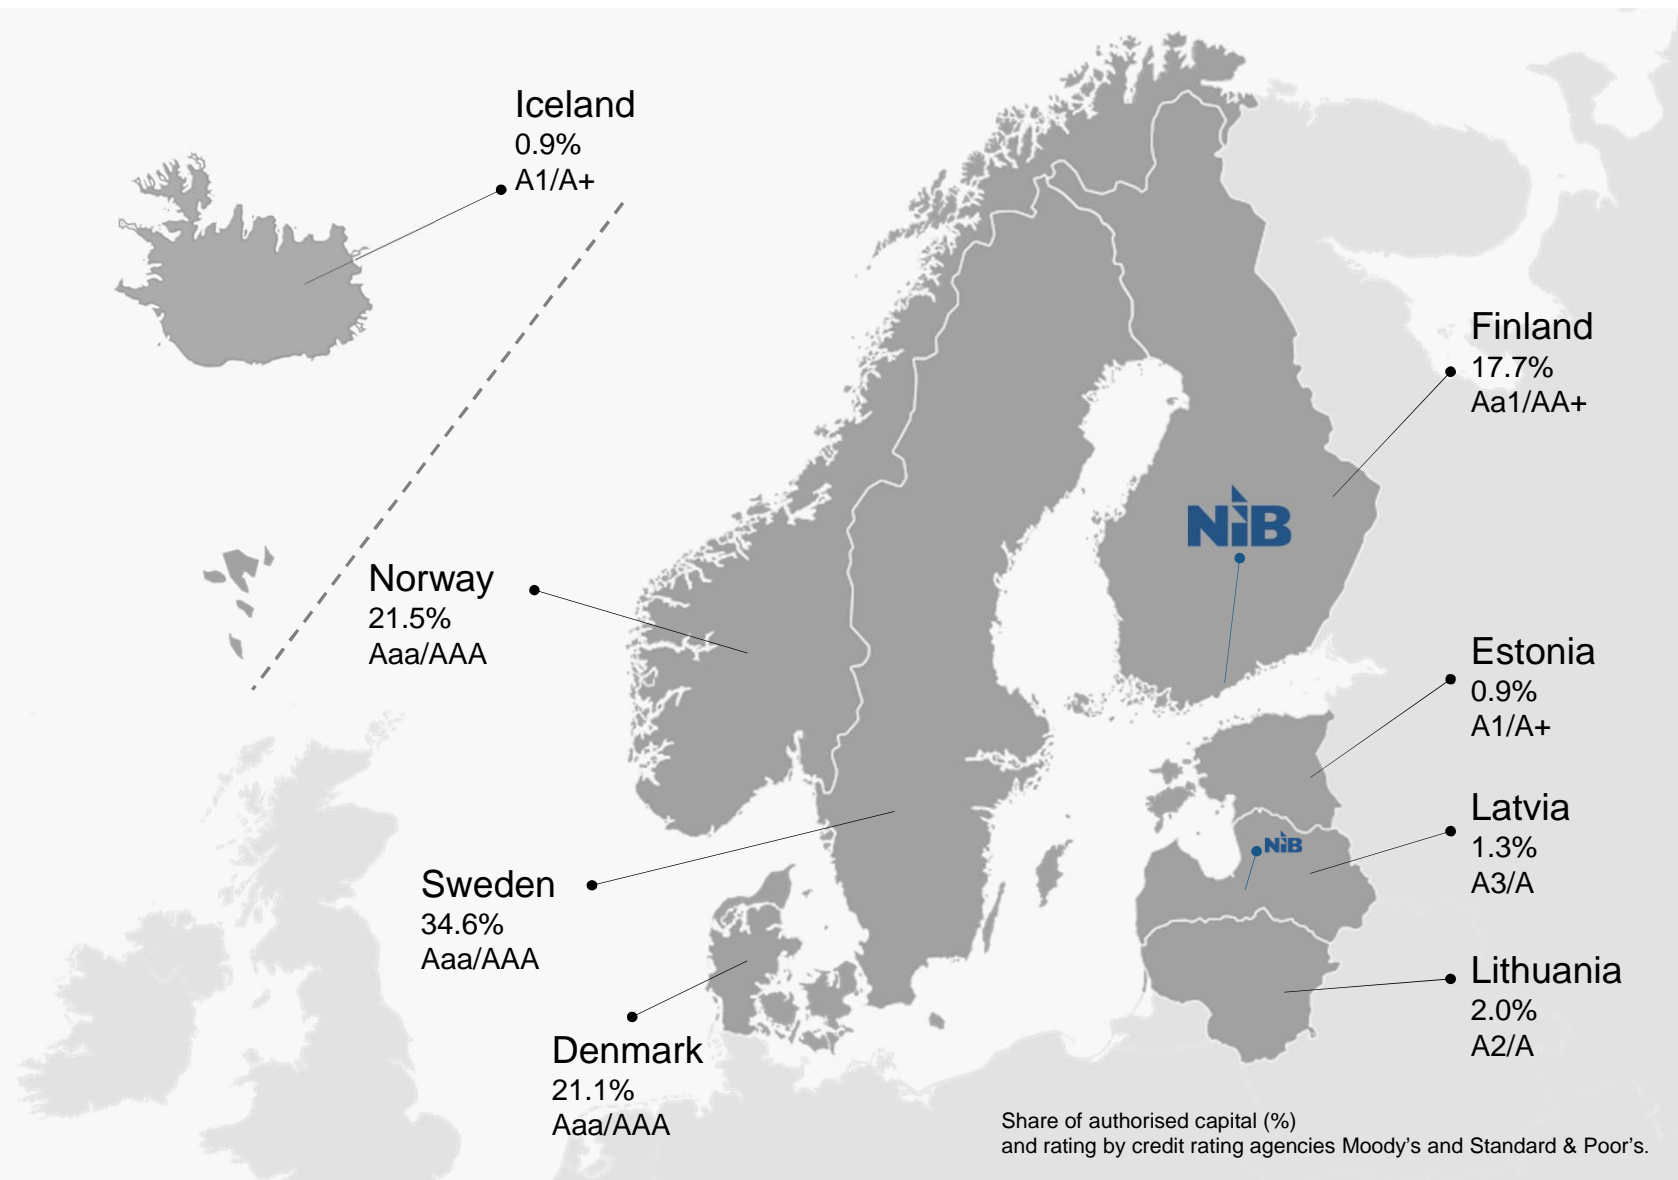 Iceland
0.9%
A1/A+
Finland
17.7%
Aa1/AA+
NiB
Norway
21.5%
Aaa/AAA
Estonia
0.9%
A1/A+
Latvia
1.3%
A3/A
NiB
Sweden
34.6%
Aaa/AAA
Lithuania
2.0%
A2/A
Denmark
21.1%
Aaa/AAA
Share of authorised capital (%)
and rating by credit rating agencies Moody’s and Standard & Poor’s.